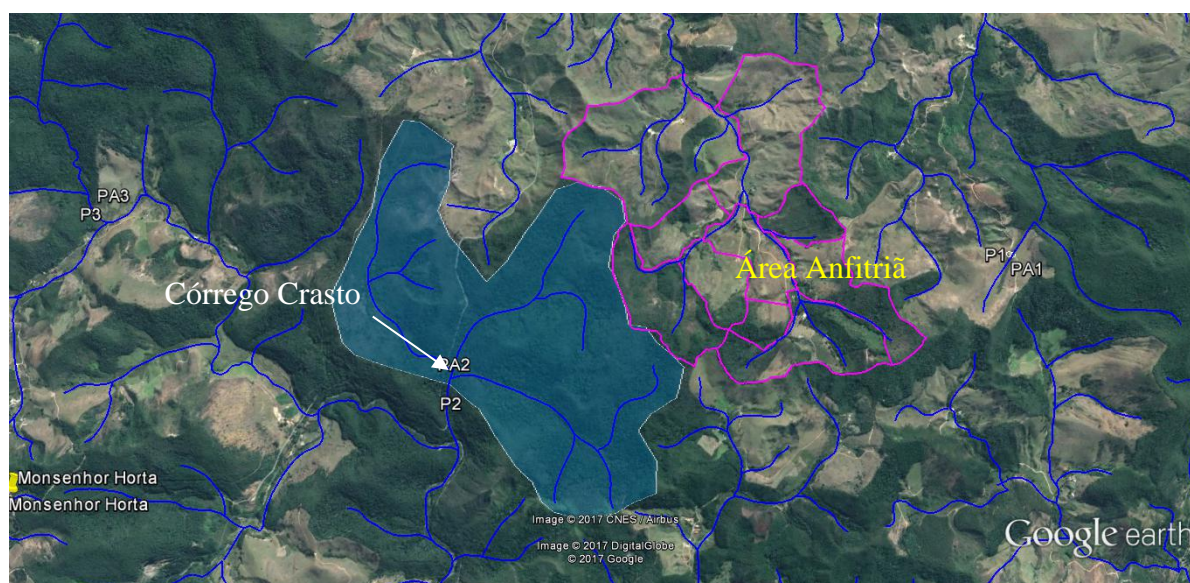 PA3
P3
Córrego Crasto
PA2
P2
Área Anfitriã
P1
PA1
Monsenhor Horta
Monsenhor Horta
Image © 2017 CNES / Airbus
Image © 2017 DigitalGlobe
© 2017 Google
Google earth